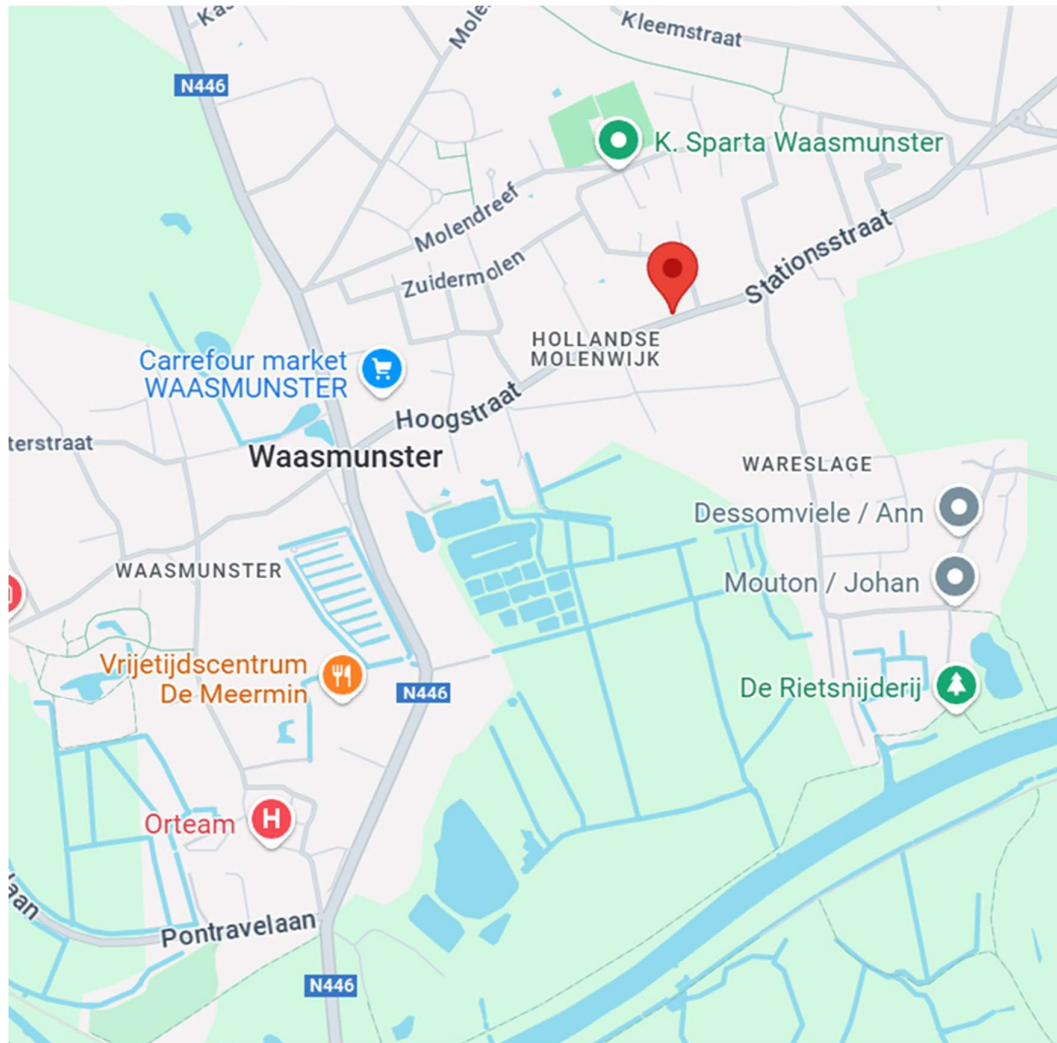 Kleemstraat
N446
K. Sparta Waasmunster
Molendreef
Stationsstraat
Zuidermolen
HOLLANDSE
MOLENWIJK
Carrefour market
WAASMUNSTER
Hoogstraat
terstraat
Waasmunster
WARESLAGE
Dessomviele / Ann
WAASMUNSTER
Mouton / Johan
Vrijetijdscentrum
De Meermin
N446
De Rietsnijderij
Orteam
H
laan
Pontravelaan
N446